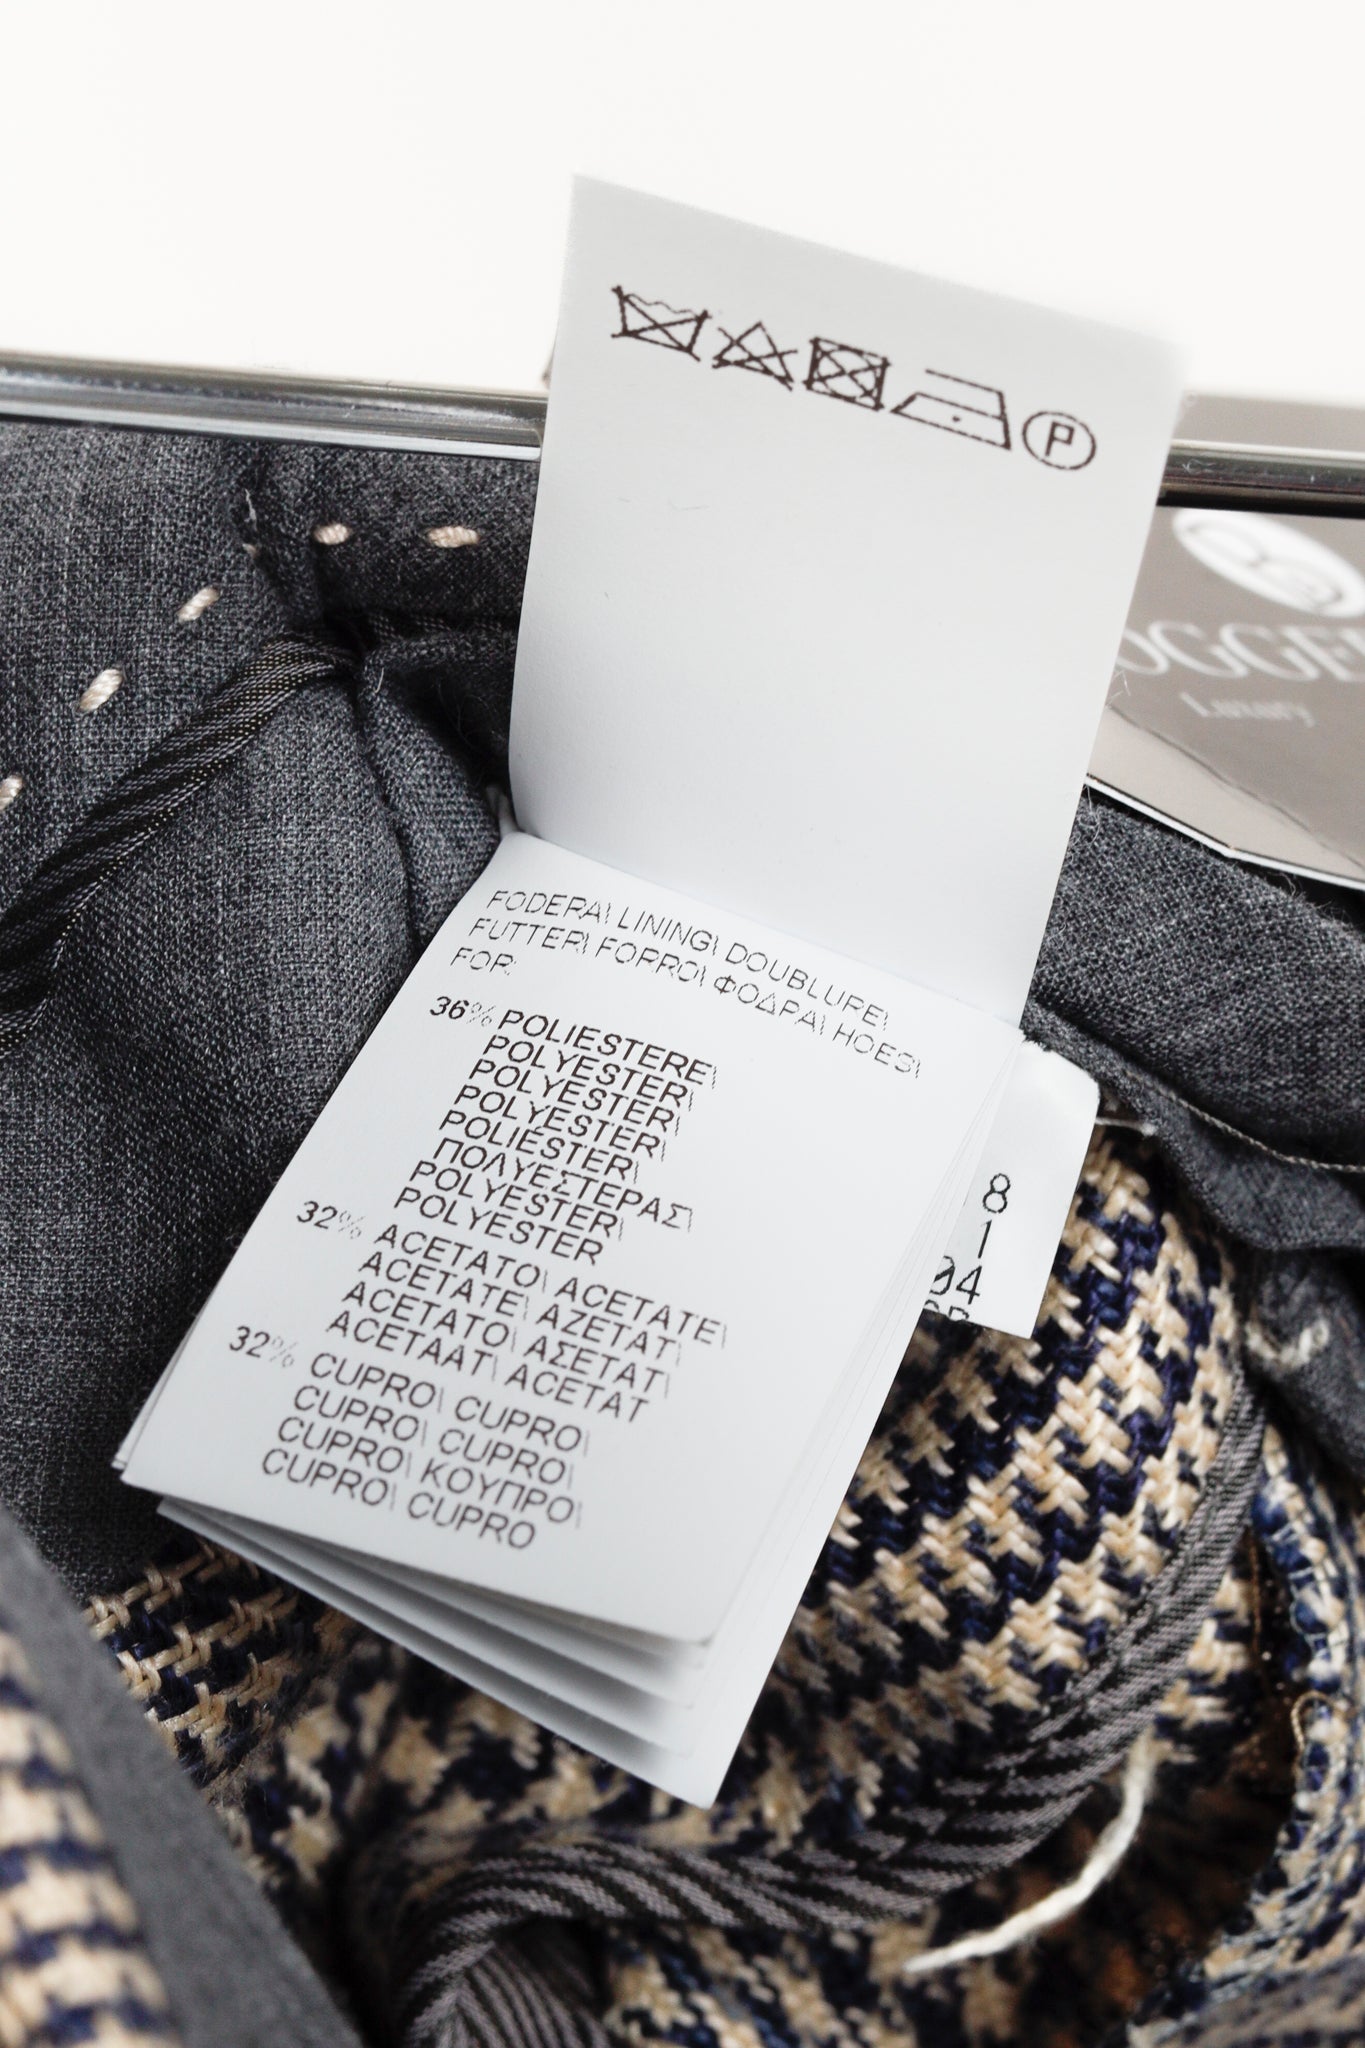 P
OGGE
Luxury
FODERA\ LINING\ DOUBLURE\
FUTTER\ FORRO\ ΦΟΔΡΑ\ HOES\
FOR:
36% POLIESTERE\
POLYESTER\
POLYESTER\
POLYESTER\
POLIÉSTER\
ΠΟΛΥΕΣΤΕΡΑΣ\
POLYESTER\
POLYESTER
32% ACETATO\ ACETATE\
ACETATE\ AZETAT\
ACETATO\ ΑΣΕΤΑΤ\
ACETAAT\ ACETAT
32% CUPRO\ CUPRO\
CUPRO\ CUPRO\
CUPRO\ ΚΟΥΠΡΟ\
CUPRO\ CUPRO
8
1
04